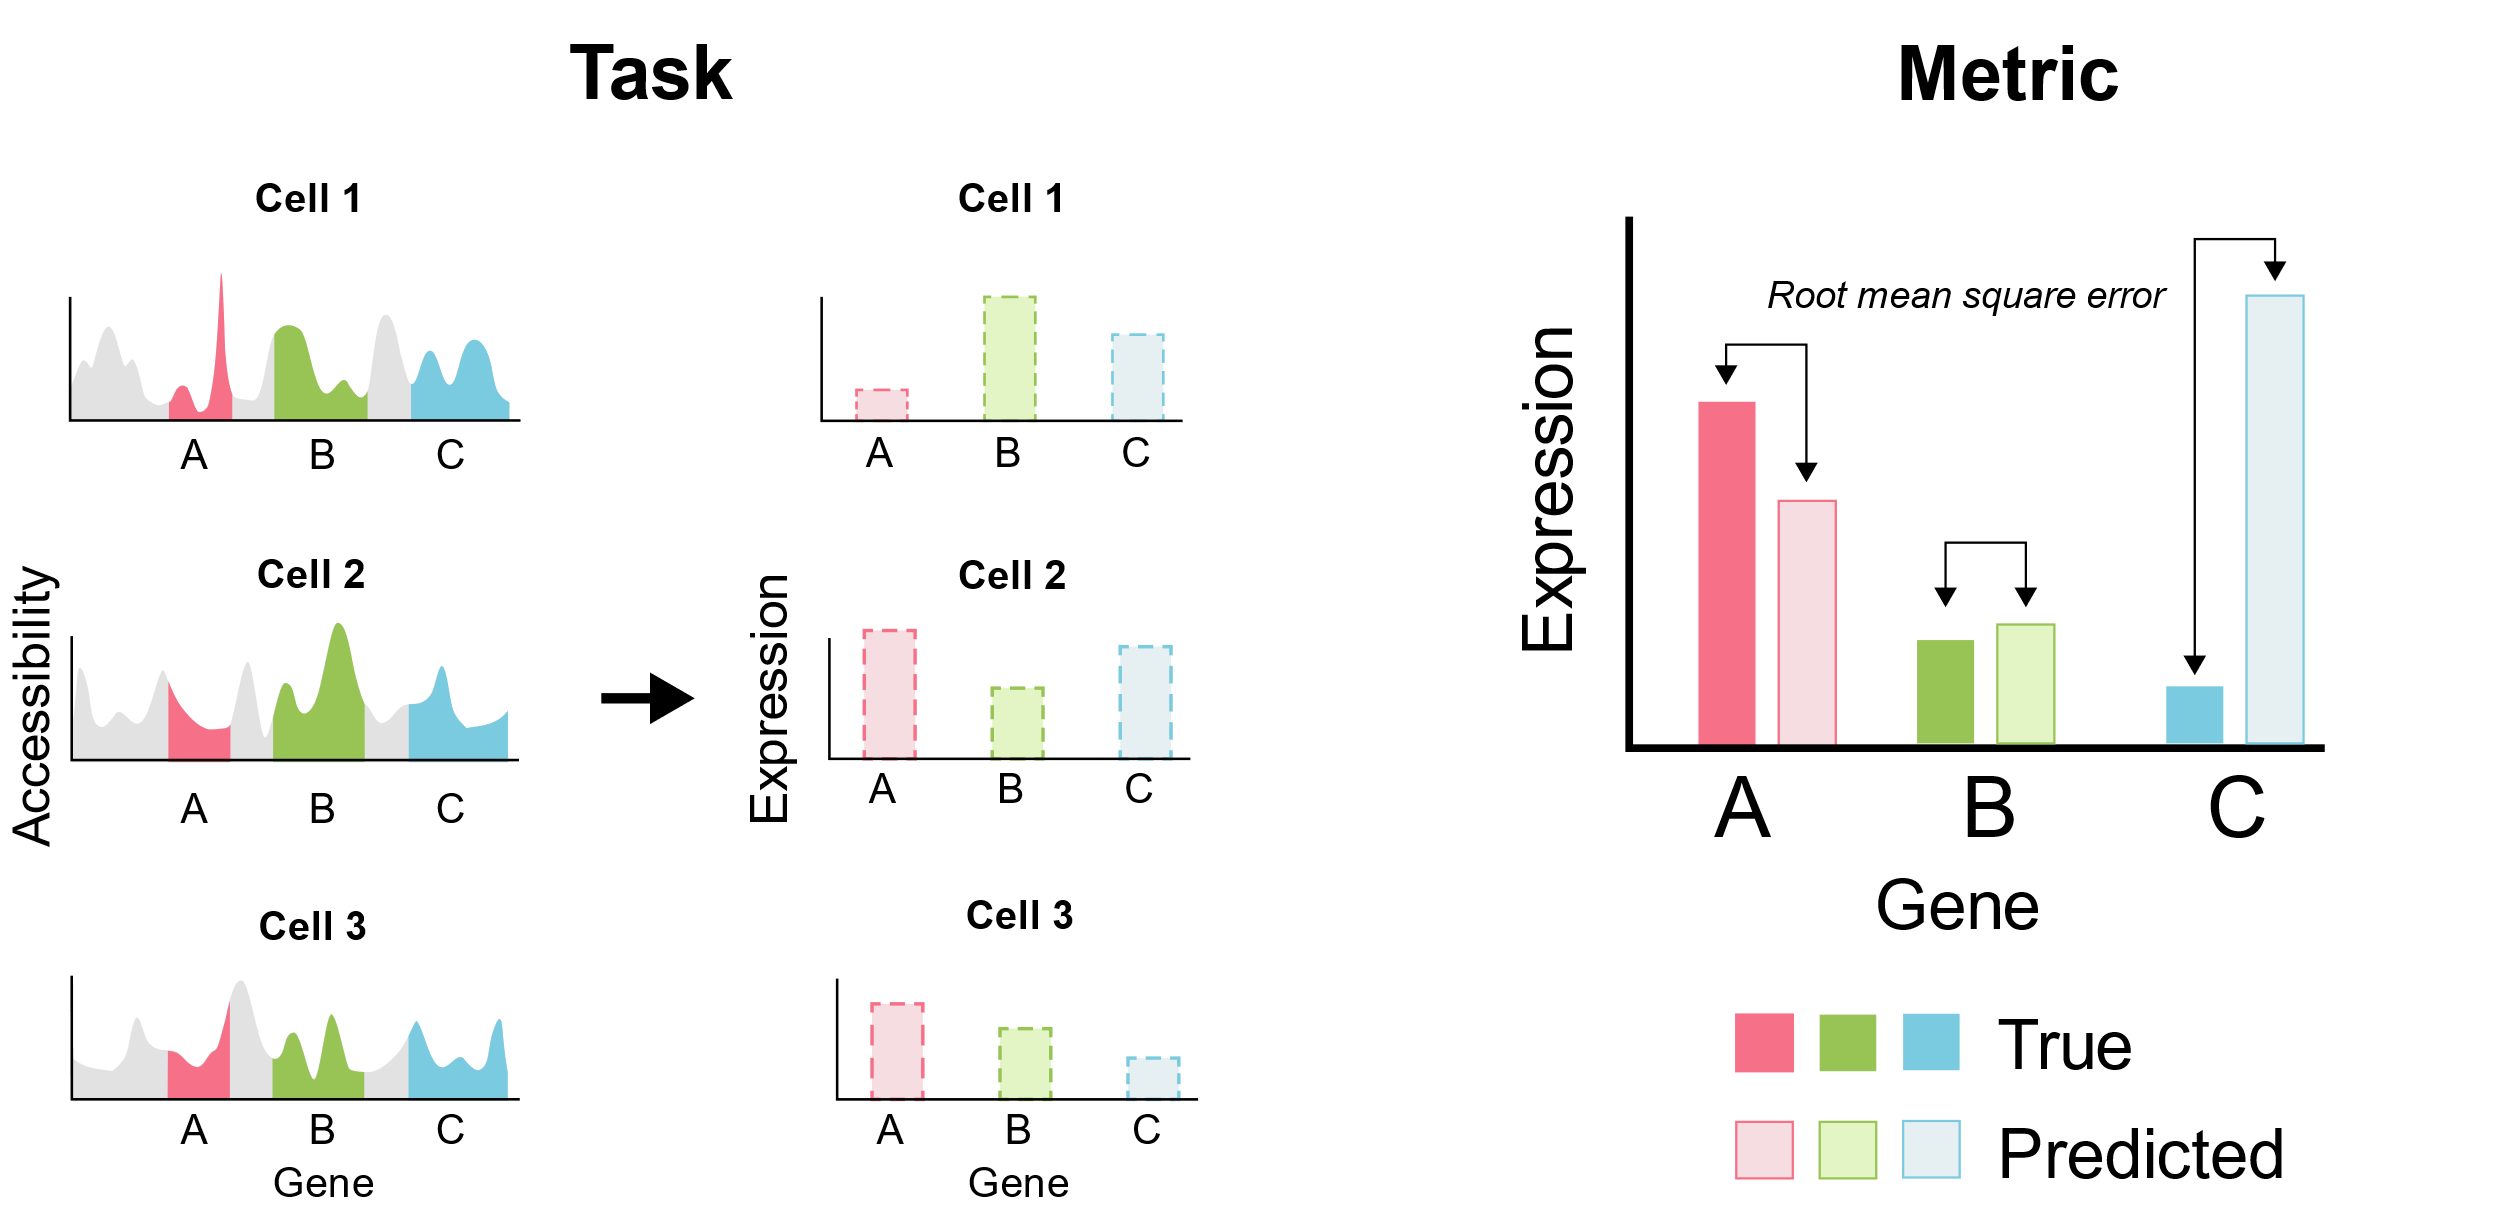 Task
Accessibility
Cell 1
A B C
Cell 2
A B C
Cell 3
A B C
Gene
Expression
Cell 1
A B C
Cell 2
A B C
Cell 3
A B C
Gene
Metric
Expression
Root mean square error
A B C
Gene
True
Predicted